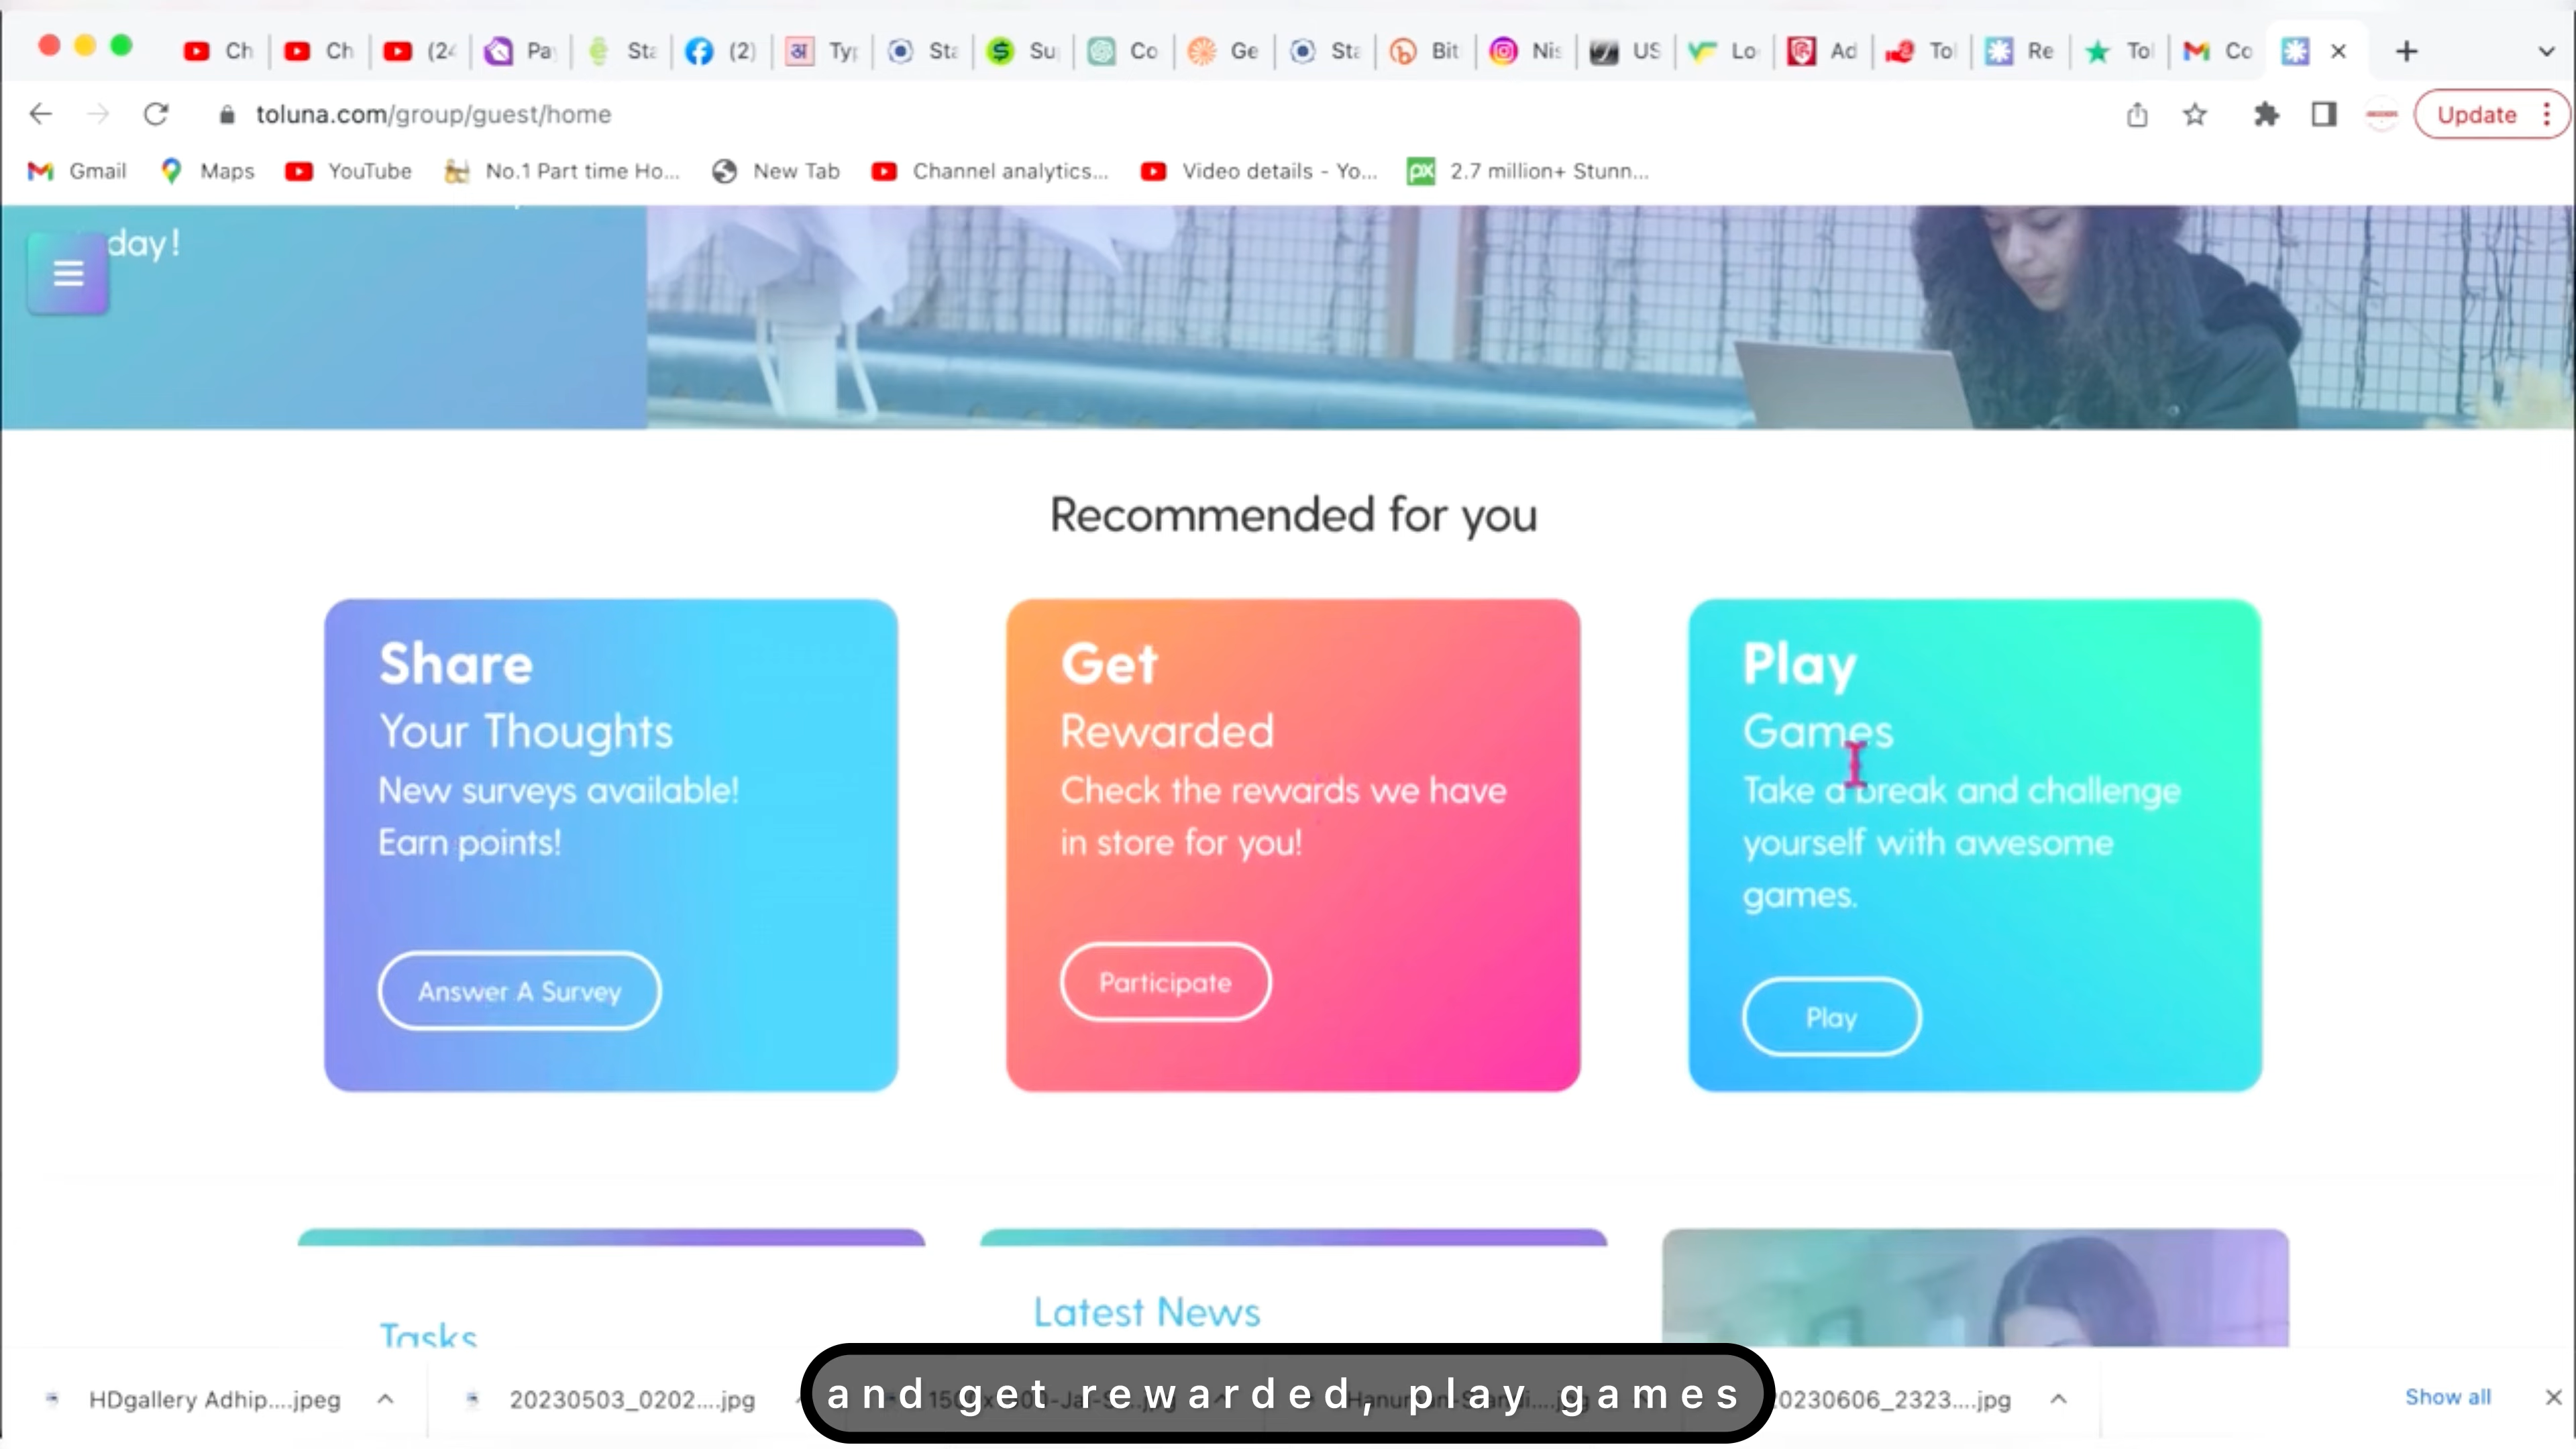 Ch Ch (24 Pay Sta (2) Typ Sta Su Co Ge Sta Bit Nis US Lo Ad Tol Re Tol Co
toluna.com/group/guest/home
Update
Gmail Maps YouTube No.1 Part time Ho... New Tab Channel analytics... Video details - Yo... 2.7 million+ Stunn...
day!
Recommended for you
Share
Your Thoughts
New surveys available!
Earn points!
Answer A Survey
Get
Rewarded
Check the rewards we have
in store for you!
Participate
Play
Games
Take a break and challenge
yourself with awesome
games.
Play
Tasks
Latest News
HDgallery Adhip....jpeg 20230503_0202....jpg 20230606_2323....jpg Show all
and get rewarded, play games